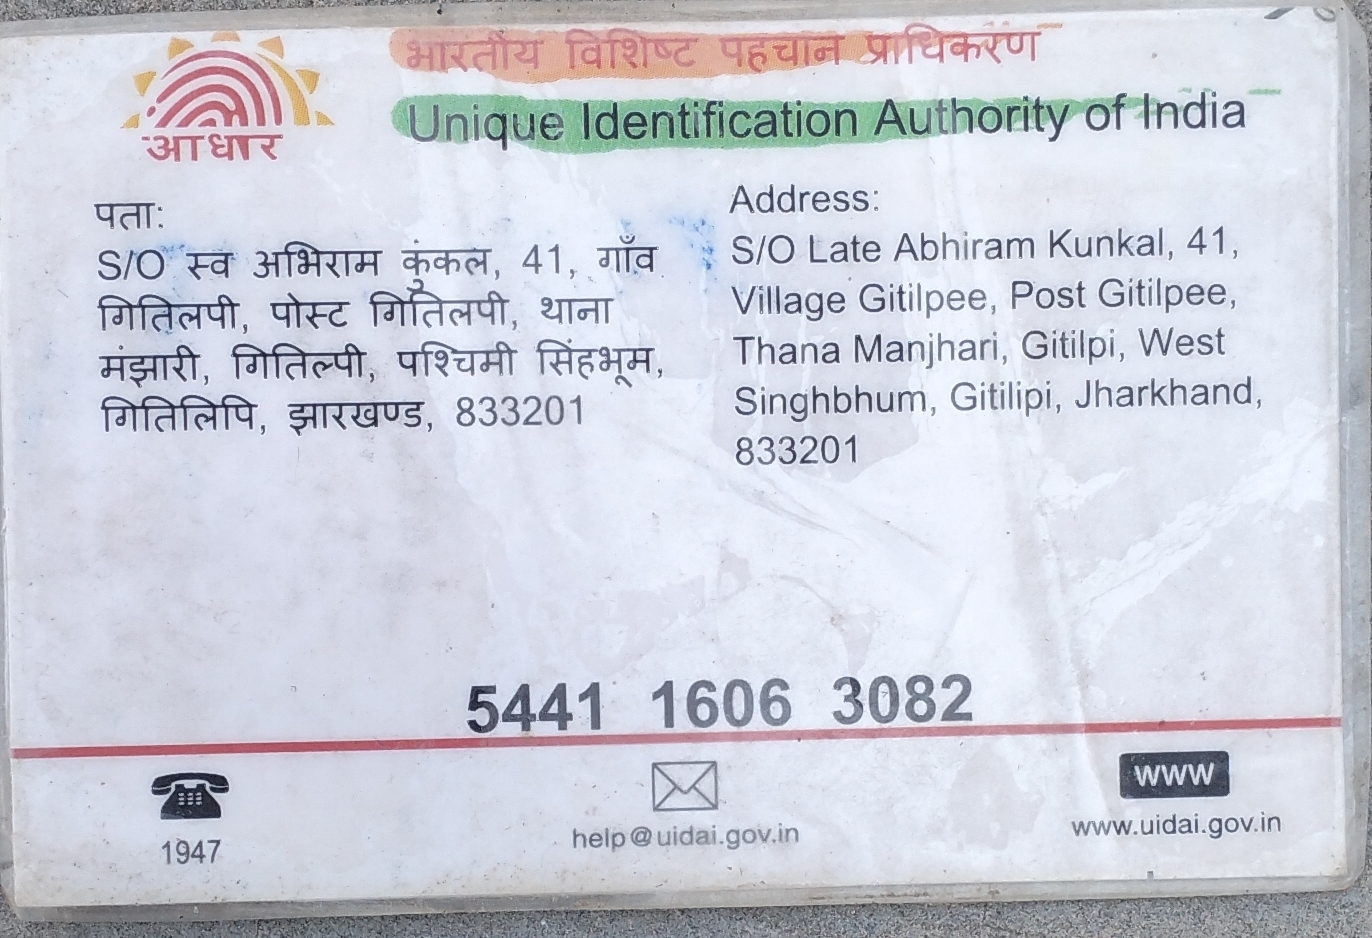 भारतीय विशिष्ट पहचान प्राधिकरण
Unique Identification Authority of India
आधार
पता:
S/O स्व अभिराम कुंकल, 41, गाँव
गितिलपी, पोस्ट गितिलपी, थाना
मंझारी, गितिल्पी, पश्चिमी सिंहभूम,
गितिलिपि, झारखण्ड, 833201
Address:
S/O Late Abhiram Kunkal, 41,
Village Gitilpee, Post Gitilpee,
Thana Manjhari, Gitilpi, West
Singhbhum, Gitilipi, Jharkhand,
833201
5441 1606 3082
1947
help@uidai.gov.in
www
www.uidai.gov.in